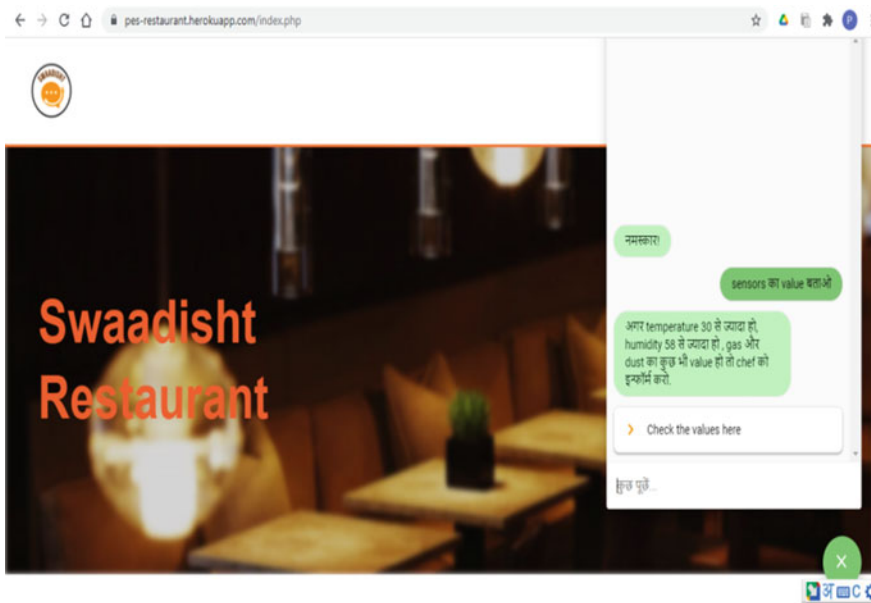 pes-restaurant.herokuapp.com/index.php
P
SWAADISHT
Swaadisht
Restaurant
नमस्कार!
sensors का value बताओ
अगर temperature 30 से ज्यादा हो,
humidity 58 से ज्यादा हो , gas और
dust का कुछ भी value हो तो chef को
इन्फॉर्म करो.
Check the values here
कुछ पूछें...
अ
C